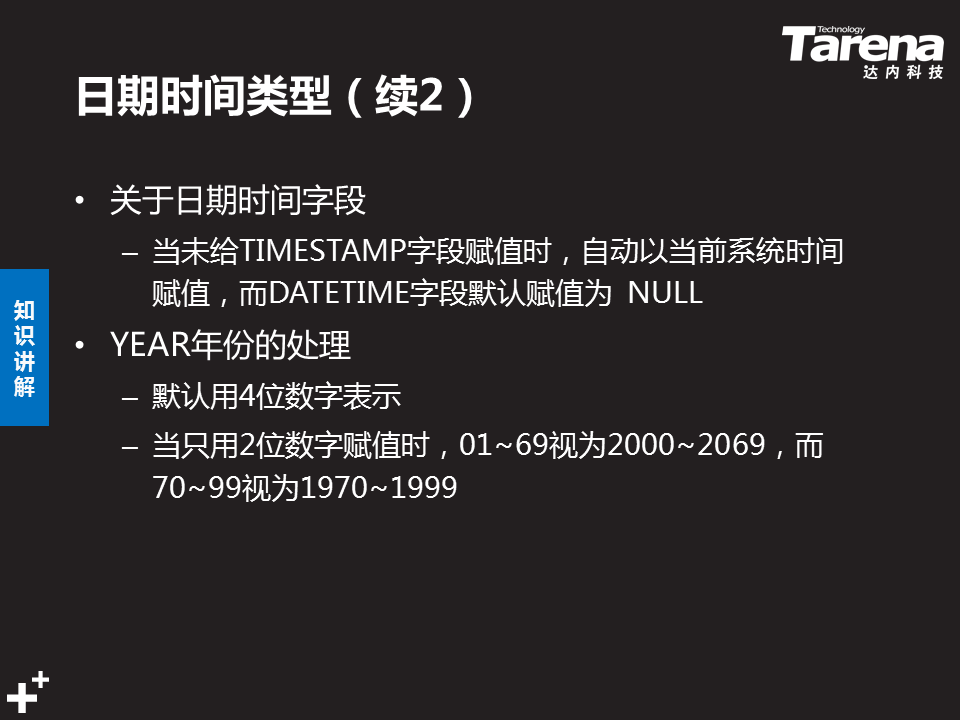 Technology
Tarena
达内科技
日期时间类型（续2）
• 关于日期时间字段
– 当未给TIMESTAMP字段赋值时，自动以当前系统时间
赋值，而DATETIME字段默认赋值为 NULL
知识讲解
• YEAR年份的处理
– 默认用4位数字表示
– 当只用2位数字赋值时，01~69视为2000~2069，而
70~99视为1970~1999